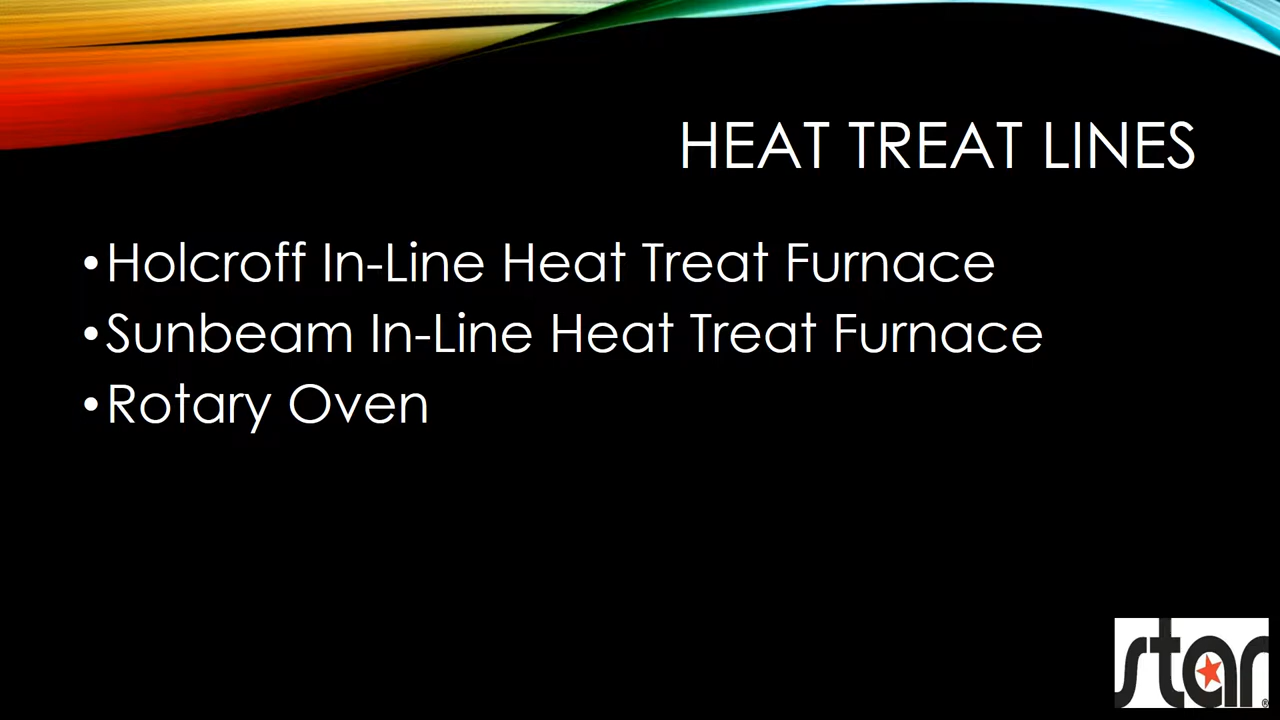 HEAT TREAT LINES
•Holcroff In-Line Heat Treat Furnace
•Sunbeam In-Line Heat Treat Furnace
•Rotary Oven
star®